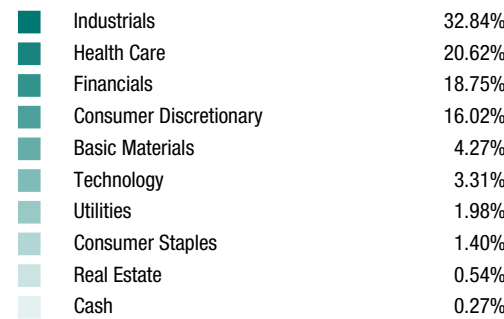 Industrials 32.84%
Health Care 20.62%
Financials 18.75%
Consumer Discretionary 16.02%
Basic Materials 4.27%
Technology 3.31%
Utilities 1.98%
Consumer Staples 1.40%
Real Estate 0.54%
Cash 0.27%